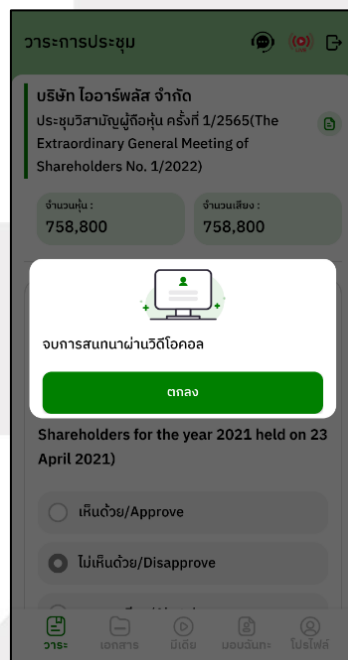 วาระการประชุม
LIVE
บริษัท ไออาร์พลัส จำกัด
ประชุมวิสามัญผู้ถือหุ้น ครั้งที่ 1/2565(The
Extraordinary General Meeting of
Shareholders No. 1/2022)
จำนวนหุ้น :
758,800
จำนวนเสียง :
758,800
จบการสนทนาผ่านวิดีโอคอล
ตกลง
Shareholders for the year 2021 held on 23
April 2021)
เห็นด้วย/Approve
ไม่เห็นด้วย/Disapprove
วาระ
เอกสาร
มีเดีย
มอบฉันทะ
โปรไฟล์